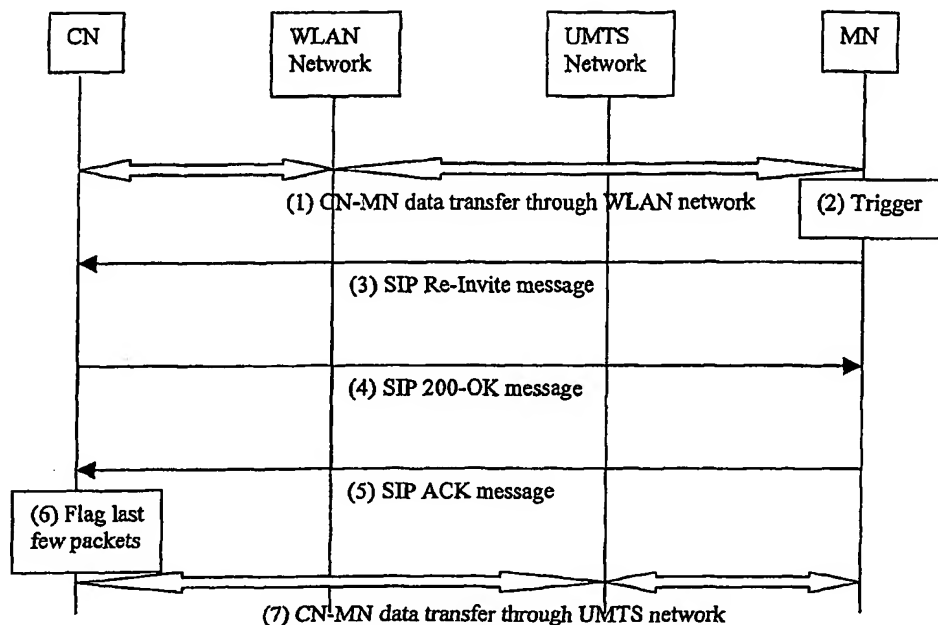 CN
WLAN
Network
UMTS
Network
MN
(1) CN-MN data transfer through WLAN network
(2) Trigger
(3) SIP Re-Invite message
(4) SIP 200-OK message
(5) SIP ACK message
(6) Flag last
few packets
(7) CN-MN data transfer through UMTS network